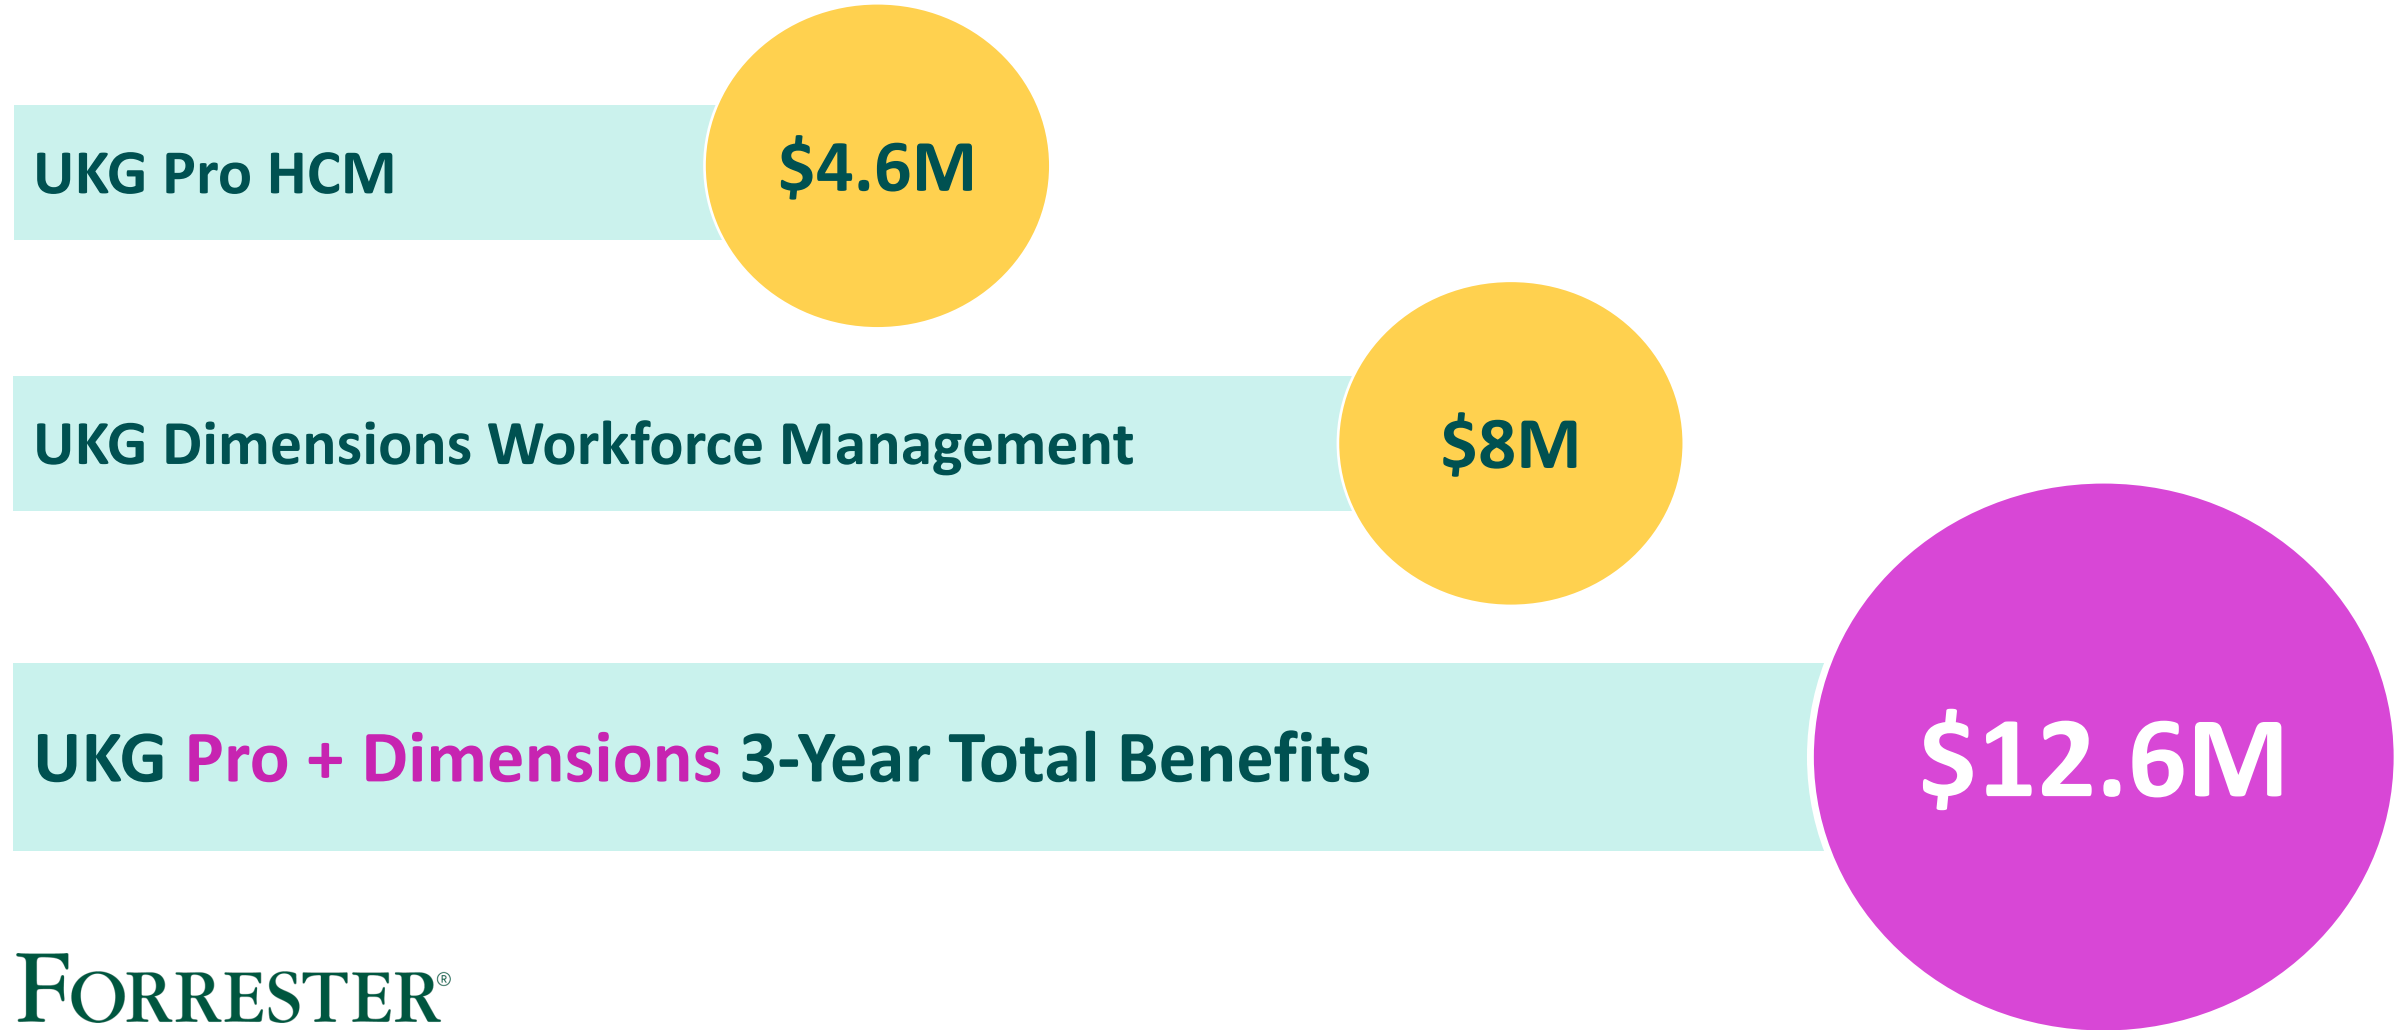 UKG Pro HCM
$4.6M
UKG Dimensions Workforce Management
$8M
UKG Pro + Dimensions 3-Year Total Benefits
$12.6M
FORRESTER®